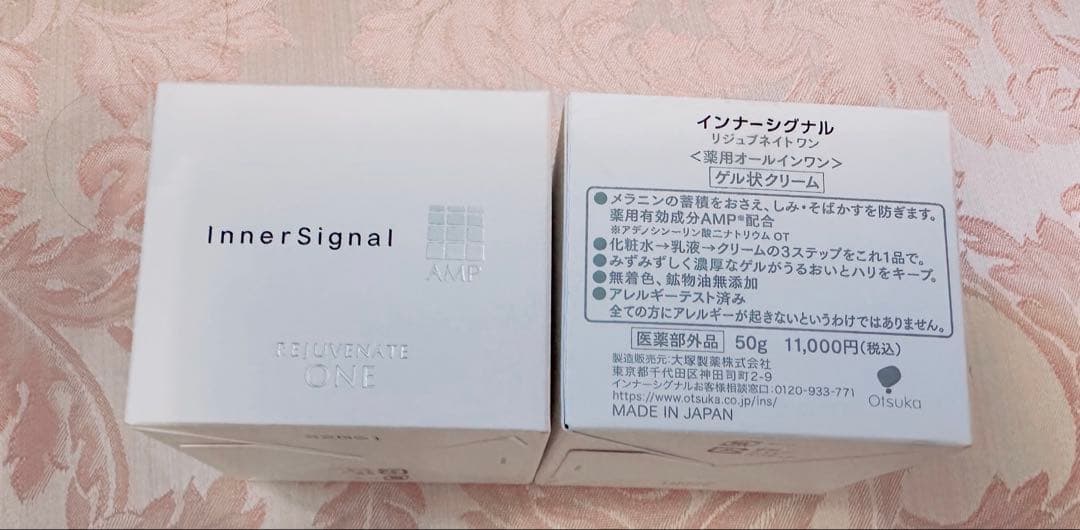 InnerSignal
AMP
REJUVENATE
ONE
インナーシグナル
リジュブネイト ワン
＜薬用オールインワン＞
ゲル状クリーム
●メラニンの蓄積をおさえ、しみ・そばかすを防ぎます。
薬用有効成分AMP※配合
※アデノシン一リン酸二ナトリウム OT
●化粧水→乳液→クリームの3ステップをこれ1品で。
●みずみずしく濃厚なゲルがうるおいとハリをキープ。
●無着色、鉱物油無添加
●アレルギーテスト済み
全ての方にアレルギーが起きないというわけではありません。
医薬部外品 50g 11,000円(税込)
製造販売元:大塚製薬株式会社
東京都千代田区神田司町2-9
インナーシグナルお客様相談窓口:0120-933-771
https://www.otsuka.co.jp/ins/
MADE IN JAPAN
Otsuka